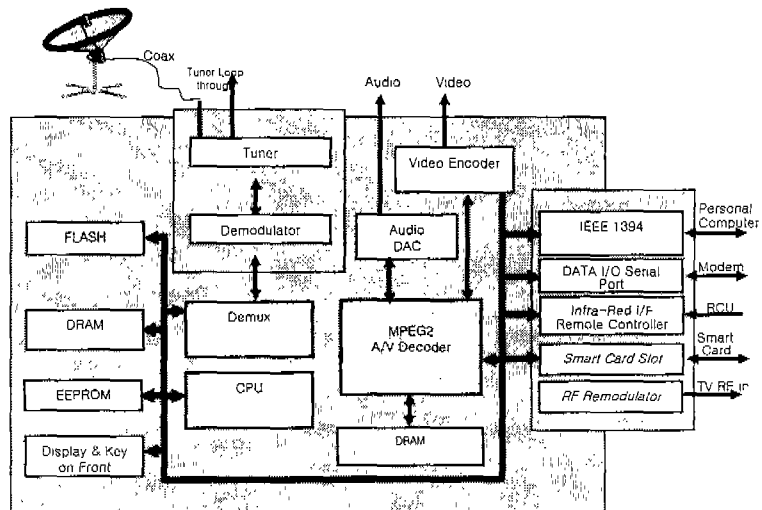 Coax
Tuner Loop
through
Audio
Video
Tuner
Video Encoder
Demodulator
Audio
DAC
FLASH
Demux
MPEG2
A/V Decoder
DRAM
CPU
EEPROM
DRAM
Display & Key
on Front
IEEE 1394
Personal
Computer
DATA I/O Serial
Port
Modem
Infra-Red I/F
Remote Controller
RCU
Smart Card Slot
Smart
Card
RF Remodulator
TV RF in